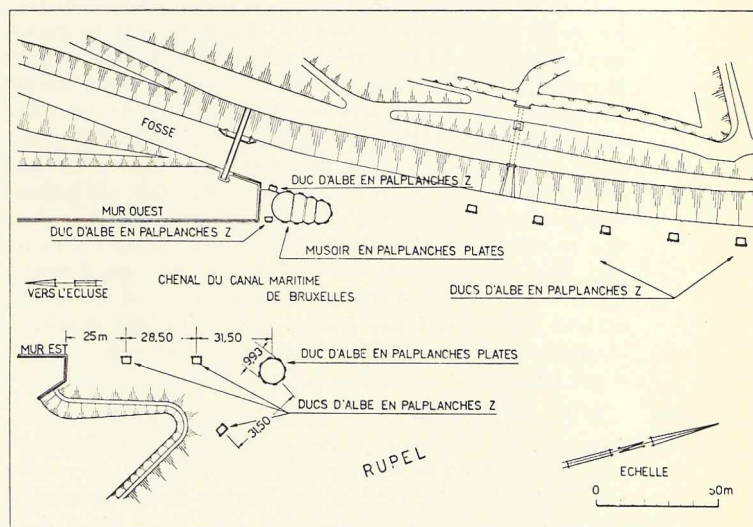 FOSSE
DUC D'ALBE EN PALPLANCHES Z
MUR OUEST
DUC D'ALBE EN PALPLANCHES Z
MUSOIR EN PALPLANCHES PLATES
VERS L'ECLUSE
CHENAL DU CANAL MARITIME
DE BRUXELLES
DUCS D'ALBE EN PALPLANCHES Z
MUR EST
25m
28,50
31,50
9,93
DUC D'ALBE EN PALPLANCHES PLATES
DUCS D'ALBE EN PALPLANCHES Z
31,50
RUPEL
ECHELLE
0
50m